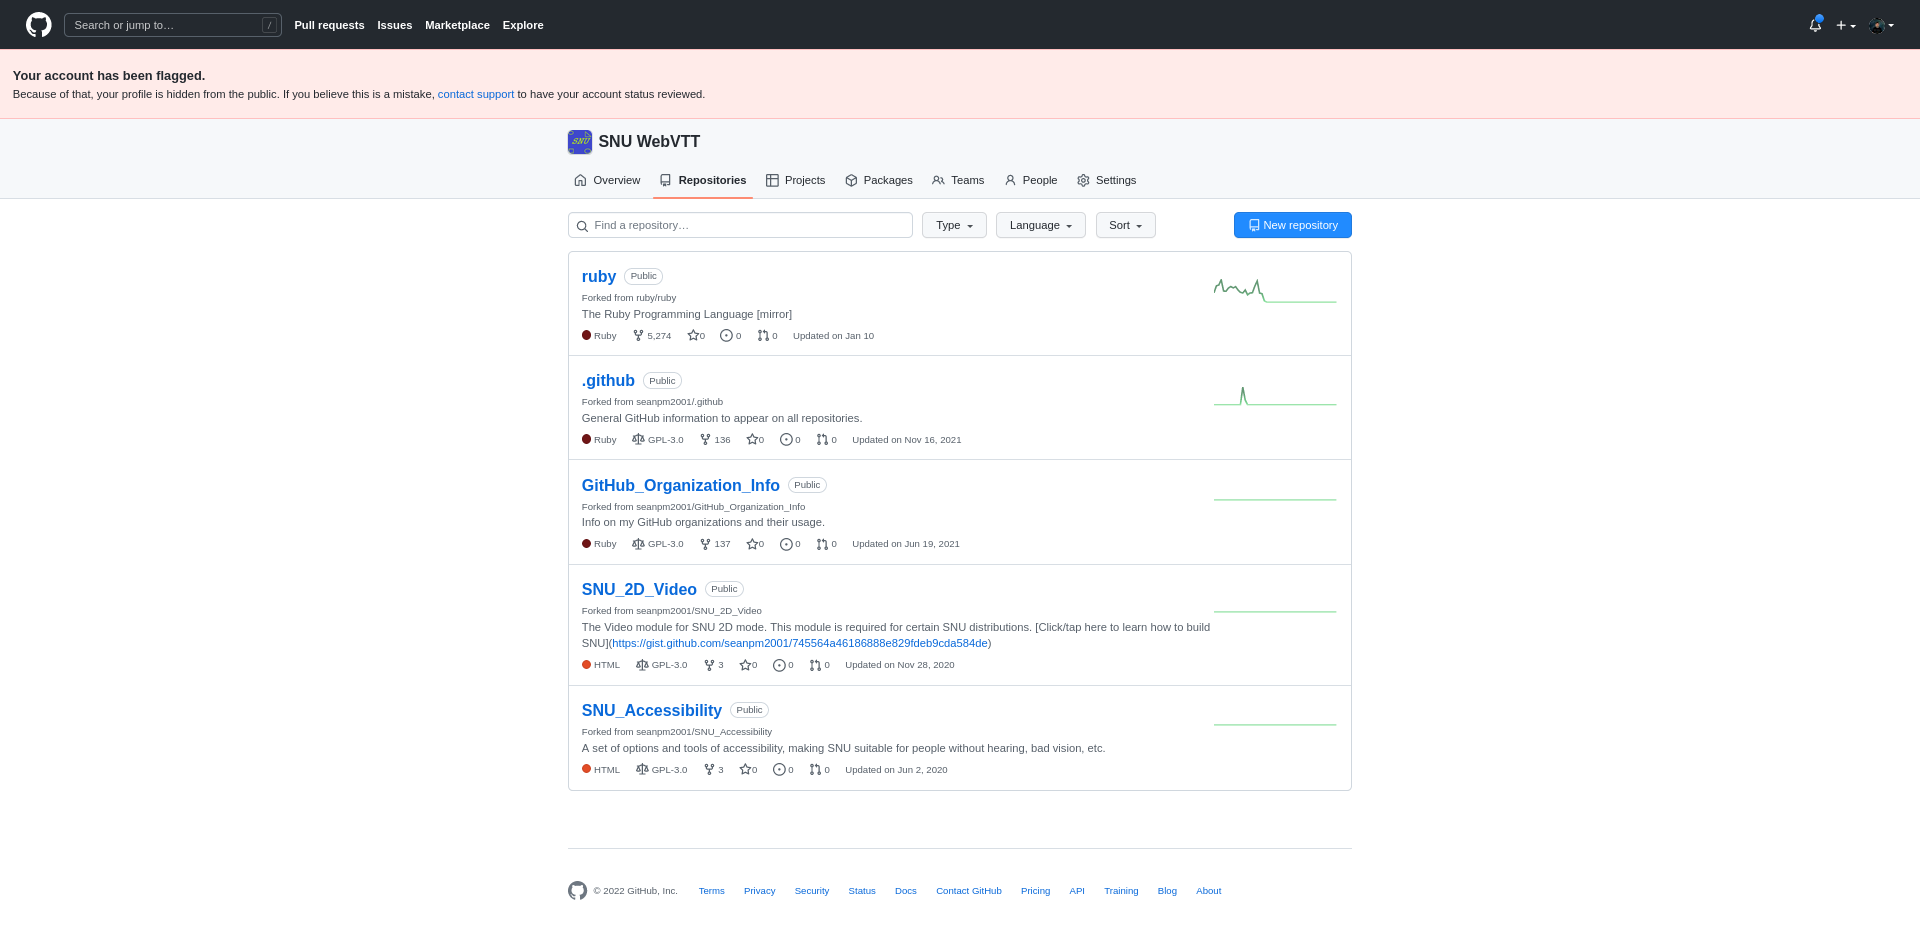 Search or jump to… /
Pull requests Issues Marketplace Explore
Your account has been flagged.
Because of that, your profile is hidden from the public. If you believe this is a mistake, contact support to have your account status reviewed.
SNU SNU WebVTT
Overview Repositories Projects Packages Teams People Settings
Find a repository… Type Language Sort New repository
ruby Public
Forked from ruby/ruby
The Ruby Programming Language [mirror]
Ruby 5,274 0 0 0 Updated on Jan 10
.github Public
Forked from seanpm2001/.github
General GitHub information to appear on all repositories.
Ruby GPL-3.0 136 0 0 0 Updated on Nov 16, 2021
GitHub_Organization_Info Public
Forked from seanpm2001/GitHub_Organization_Info
Info on my GitHub organizations and their usage.
Ruby GPL-3.0 137 0 0 0 Updated on Jun 19, 2021
SNU_2D_Video Public
Forked from seanpm2001/SNU_2D_Video
The Video module for SNU 2D mode. This module is required for certain SNU distributions. [Click/tap here to learn how to build
SNU](https://gist.github.com/seanpm2001/745564a46186888e829fdeb9cda584de)
HTML GPL-3.0 3 0 0 0 Updated on Nov 28, 2020
SNU_Accessibility Public
Forked from seanpm2001/SNU_Accessibility
A set of options and tools of accessibility, making SNU suitable for people without hearing, bad vision, etc.
HTML GPL-3.0 3 0 0 0 Updated on Jun 2, 2020
© 2022 GitHub, Inc. Terms Privacy Security Status Docs Contact GitHub Pricing API Training Blog About